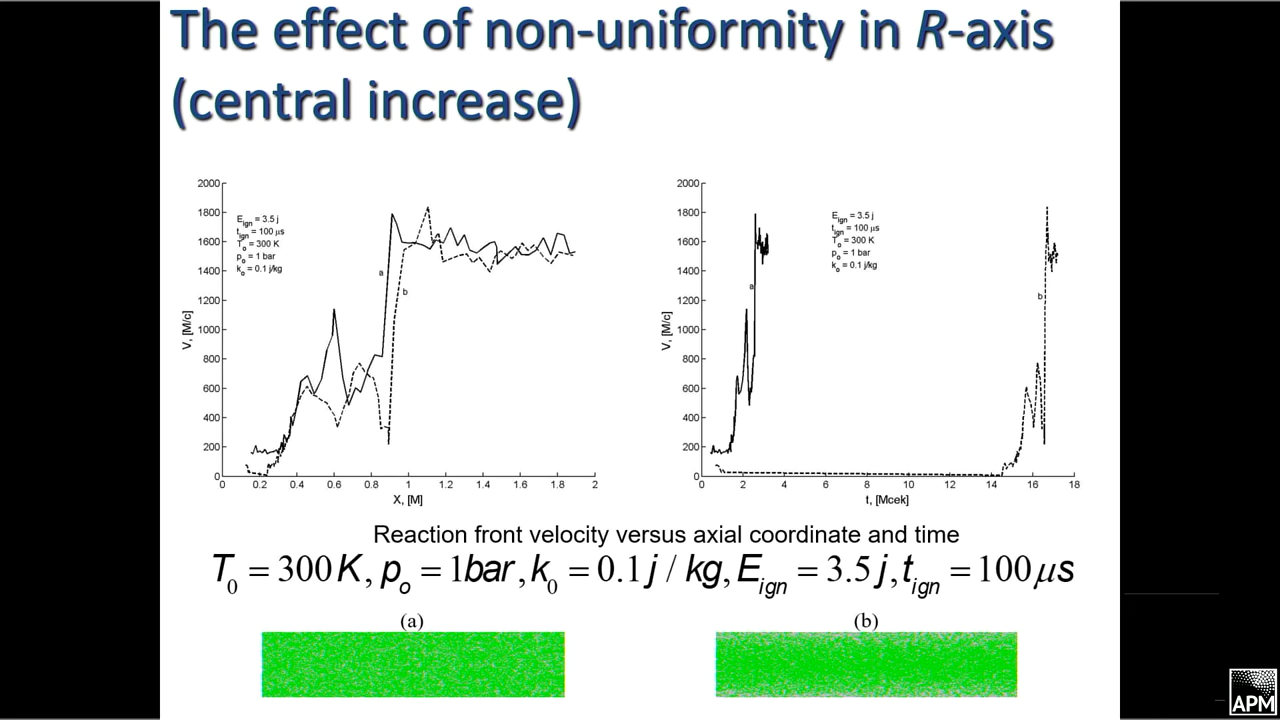 The effect of non-uniformity in R-axis
(central increase)
2000
1800
1600
1400
1200
1000
800
600
400
200
0
V, [M/c]
E_ign = 3.5 j
t_ign = 100 μs
T_o = 300 K
p_o = 1 bar
k_o = 0.1 j/kg
a
b
0 0.2 0.4 0.6 0.8 1 1.2 1.4 1.6 1.8 2
X, [M]
2000
1800
1600
1400
1200
1000
800
600
400
200
0
V, [M/c]
E_ign = 3.5 j
t_ign = 100 μs
T_o = 300 K
p_o = 1 bar
k_o = 0.1 j/kg
a
b
0 2 4 6 8 10 12 14 16 18
t, [Mcek]
Reaction front velocity versus axial coordinate and time
T_0 = 300K, p_o = 1bar, k_0 = 0.1 j / kg, E_ign = 3.5 j, t_ign = 100 μs
(a) (b)
APM